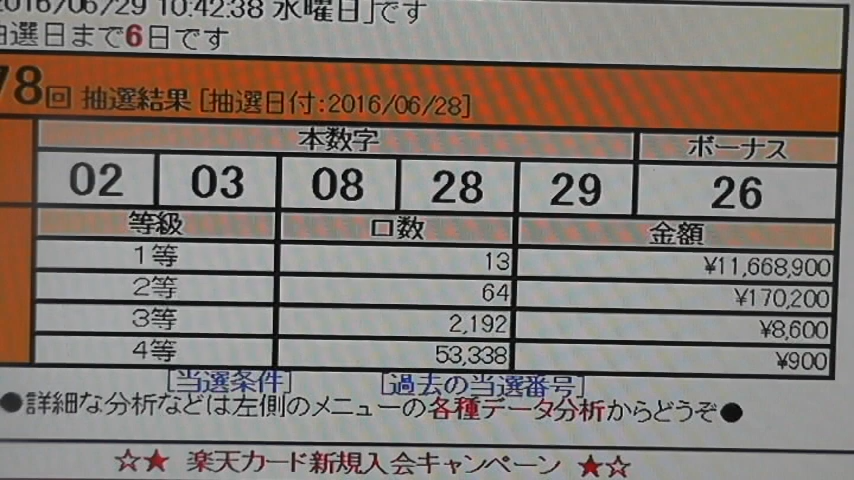 2016/06/29 10:42:38 水曜日」です
抽選日まで6日です
78回 抽選結果 [抽選日付:2016/06/28]
本数字 ボーナス
02 03 08 28 29 26
等級 口数 金額
1等 13 ¥11,668,900
2等 64 ¥170,200
3等 2,192 ¥8,600
4等 53,338 ¥900
[当選条件] [過去の当選番号]
●詳細な分析などは左側のメニューの各種データ分析からどうぞ●
☆★ 楽天カード新規入会キャンペーン ★☆